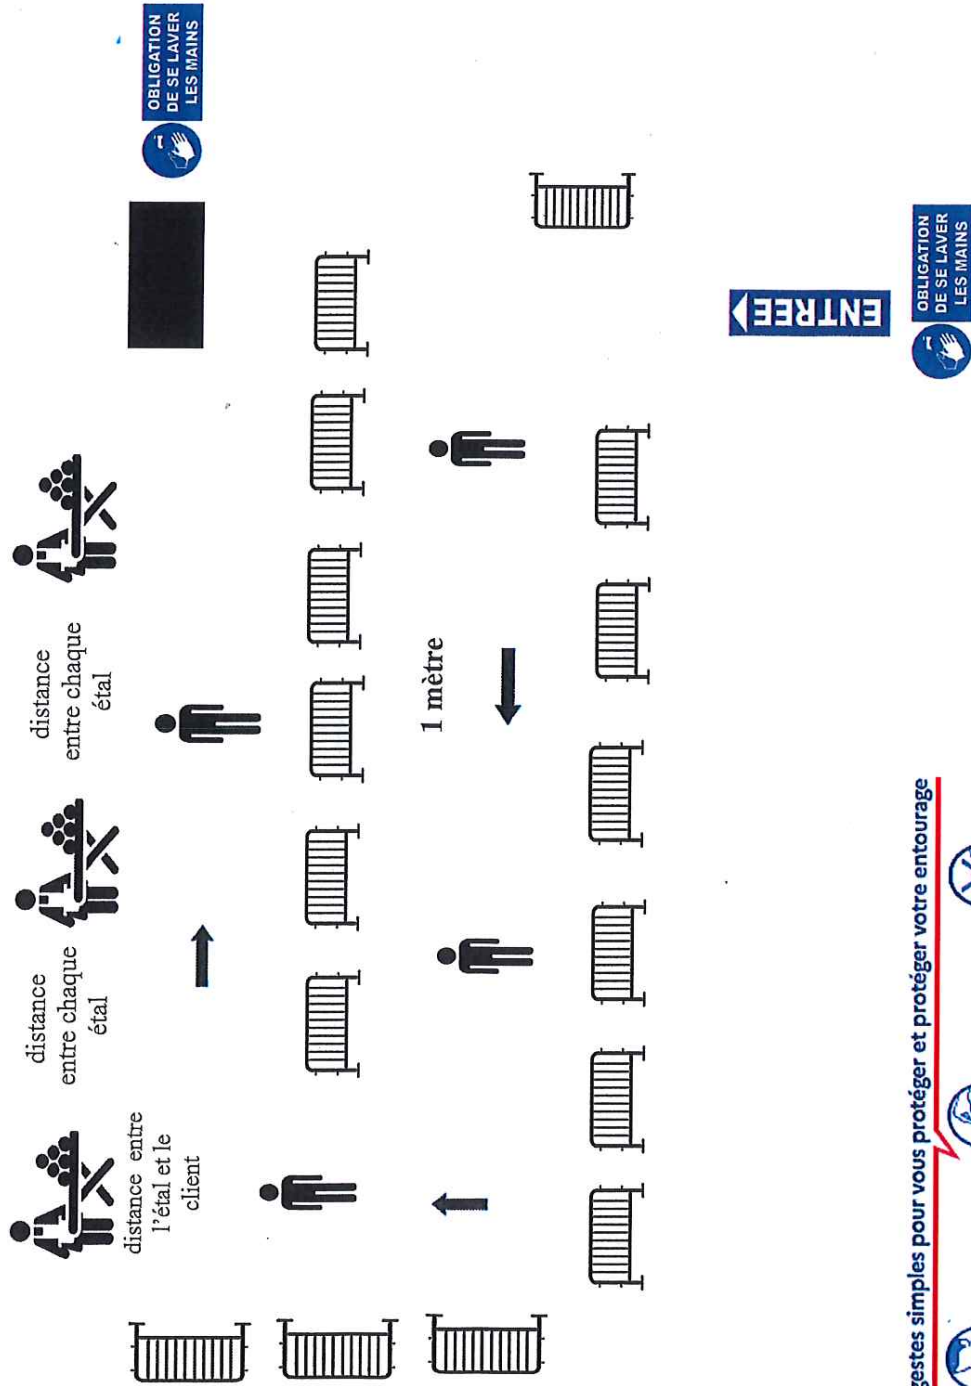 OBLIGATION
DE SE LAVER
LES MAINS
distance entre
l'étal et le
client
distance
entre chaque
étal
distance
entre chaque
étal
1 mètre
ENTREE
OBLIGATION
DE SE LAVER
LES MAINS
gestes simples pour vous protéger et protéger votre entourage